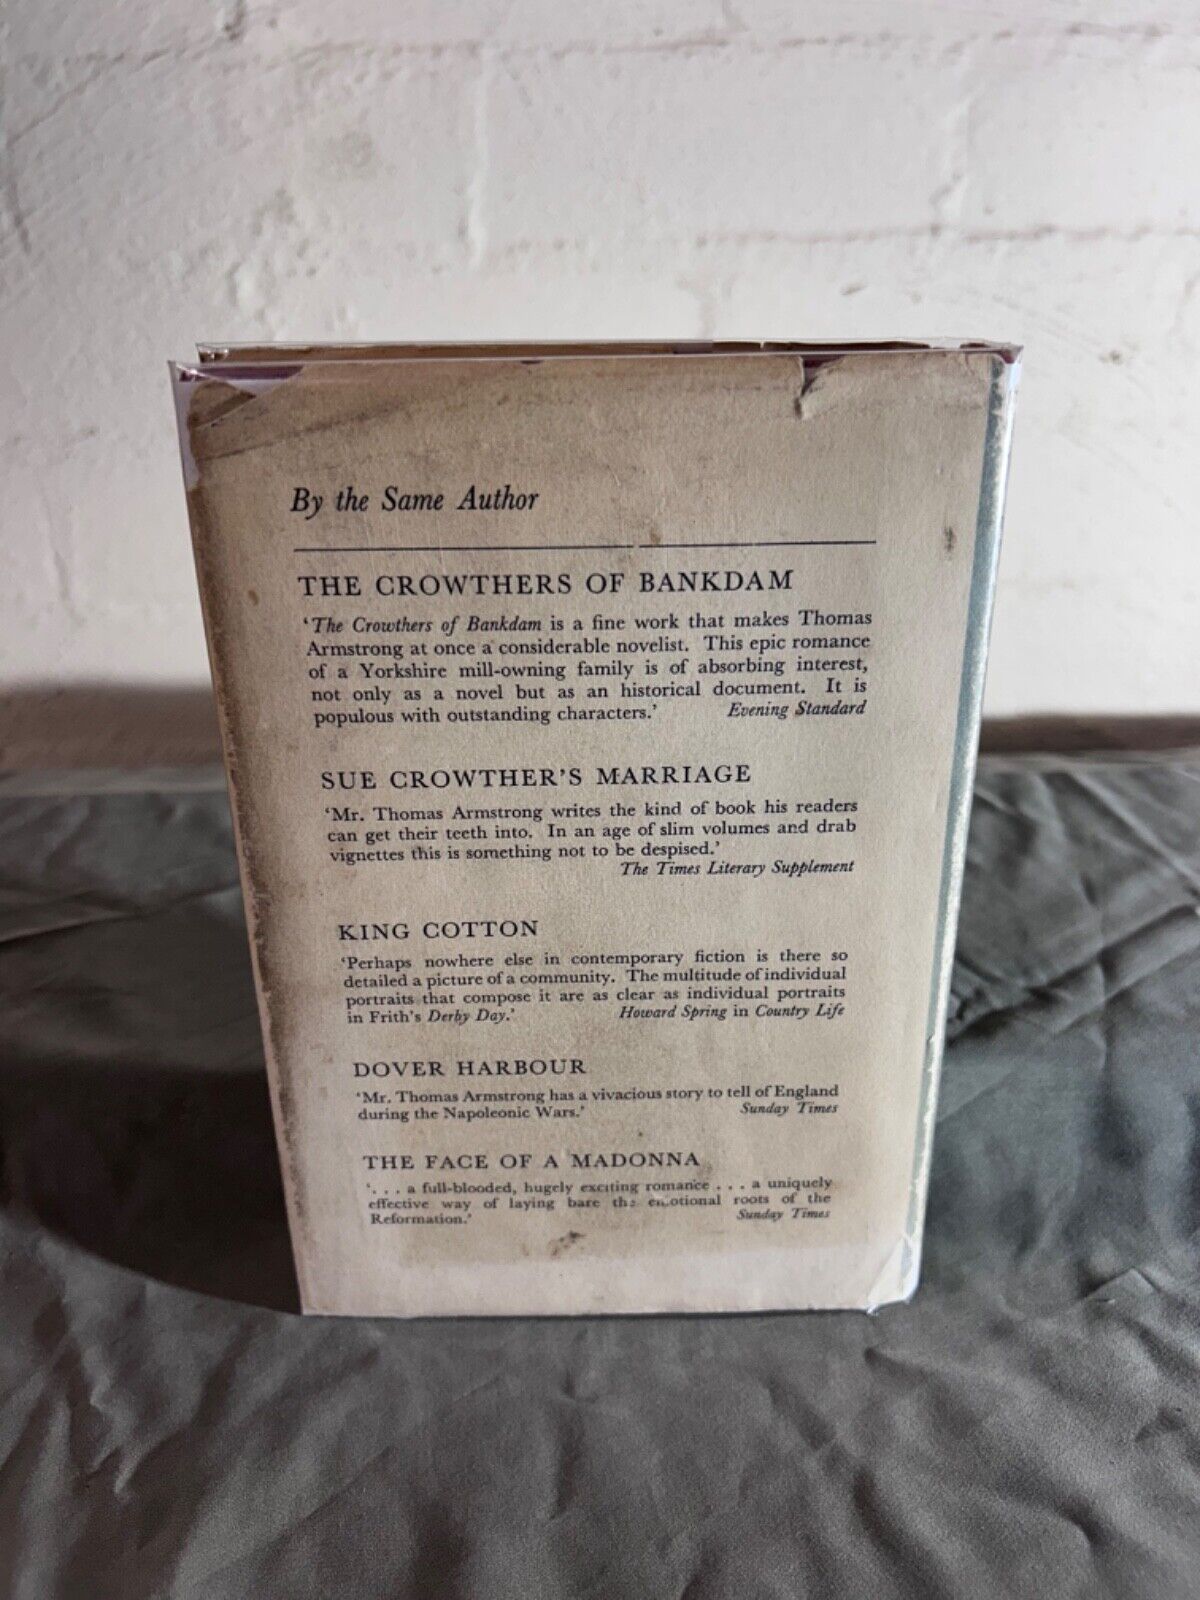 By the Same Author
THE CROWTHERS OF BANKDAM
‘The Crowthers of Bankdam is a fine work that makes Thomas
Armstrong at once a considerable novelist. This epic romance
of a Yorkshire mill-owning family is of absorbing interest,
not only as a novel but as an historical document. It is
populous with outstanding characters.’ Evening Standard
SUE CROWTHER'S MARRIAGE
‘Mr. Thomas Armstrong writes the kind of book his readers
can get their teeth into. In an age of slim volumes and drab
vignettes this is something not to be despised.’
The Times Literary Supplement
KING COTTON
‘Perhaps nowhere else in contemporary fiction is there so
detailed a picture of a community. The multitude of individual
portraits that compose it are as clear as individual portraits
in Frith's Derby Day.’ Howard Spring in Country Life
DOVER HARBOUR
‘Mr. Thomas Armstrong has a vivacious story to tell of England
during the Napoleonic Wars.’ Sunday Times
THE FACE OF A MADONNA
‘. . . a full-blooded, hugely exciting romance . . . a uniquely
effective way of laying bare the emotional roots of the
Reformation.’ Sunday Times